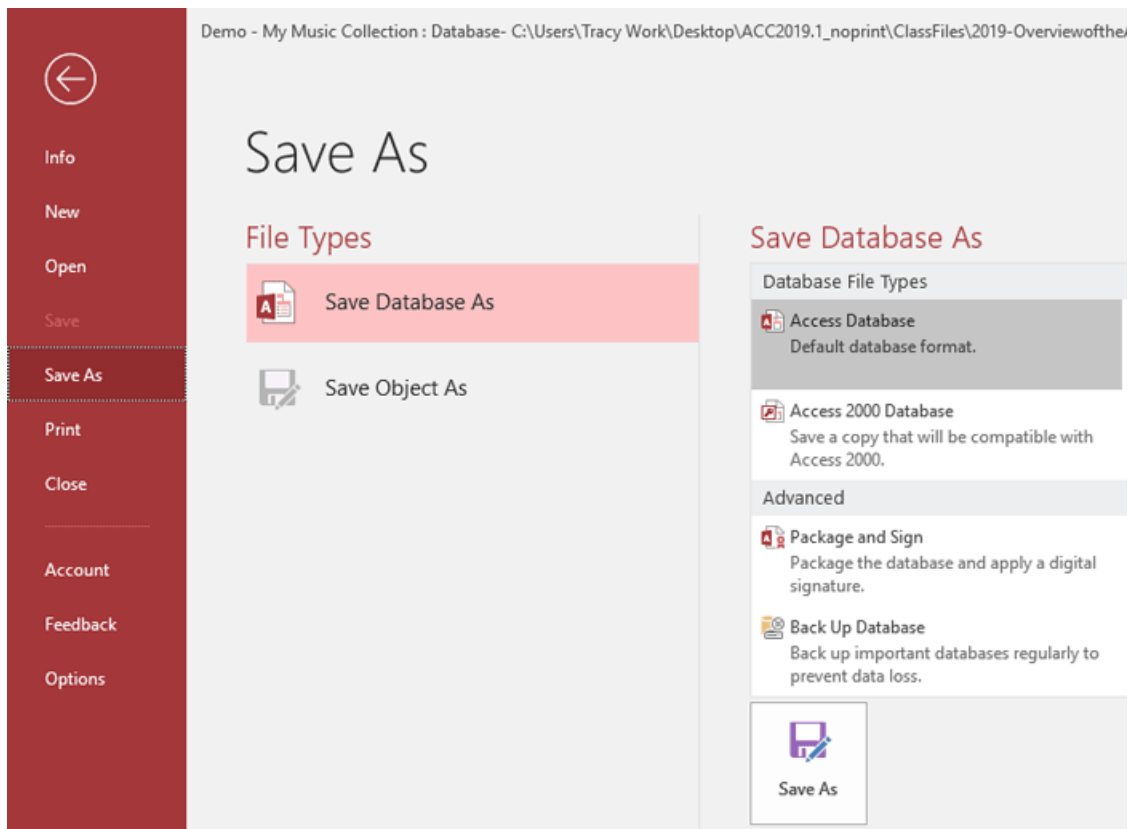 Demo - My Music Collection : Database- C:\Users\Tracy Work\Desktop\ACC2019.1_noprint\ClassFiles\2019-Overviewofthe
Info
New
Open
Save
Save As
Print
Close
Account
Feedback
Options
Save As
File Types
Save Database As
Save Object As
Save Database As
Database File Types
Access Database
Default database format.
Access 2000 Database
Save a copy that will be compatible with
Access 2000.
Advanced
Package and Sign
Package the database and apply a digital
signature.
Back Up Database
Back up important databases regularly to
prevent data loss.
Save As